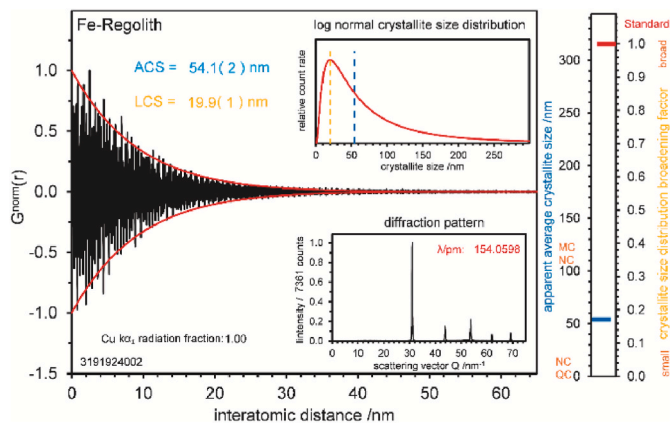 Fe-Regolith
ACS = 54.1( 2 ) nm
LCS = 19.9( 1 ) nm
log normal crystallite size distribution
relative count rate
0 50 100 150 200 250
crystallite size /nm
diffraction pattern
λ/pm: 154.0598
Iintensity / 7361 counts
1.0
0.8
0.6
0.4
0.2
0.0
0 10 20 30 40 50 60 70
scattering vector Q /nm⁻¹
Cu kα₁ radiation fraction:1.00
3191924002
Gnorm(r)
1.0
0.5
0.0
-0.5
-1.0
-1.5
0 10 20 30 40 50 60
interatomic distance /nm
apparent average crystallite size /nm
300
250
200
150
100
50
0
MC
NC
NC
QC
Standard
1.0
0.9
0.8
0.7
0.6
0.5
0.4
0.3
0.2
0.1
0.0
small crystallite size distribution broadening factor broad